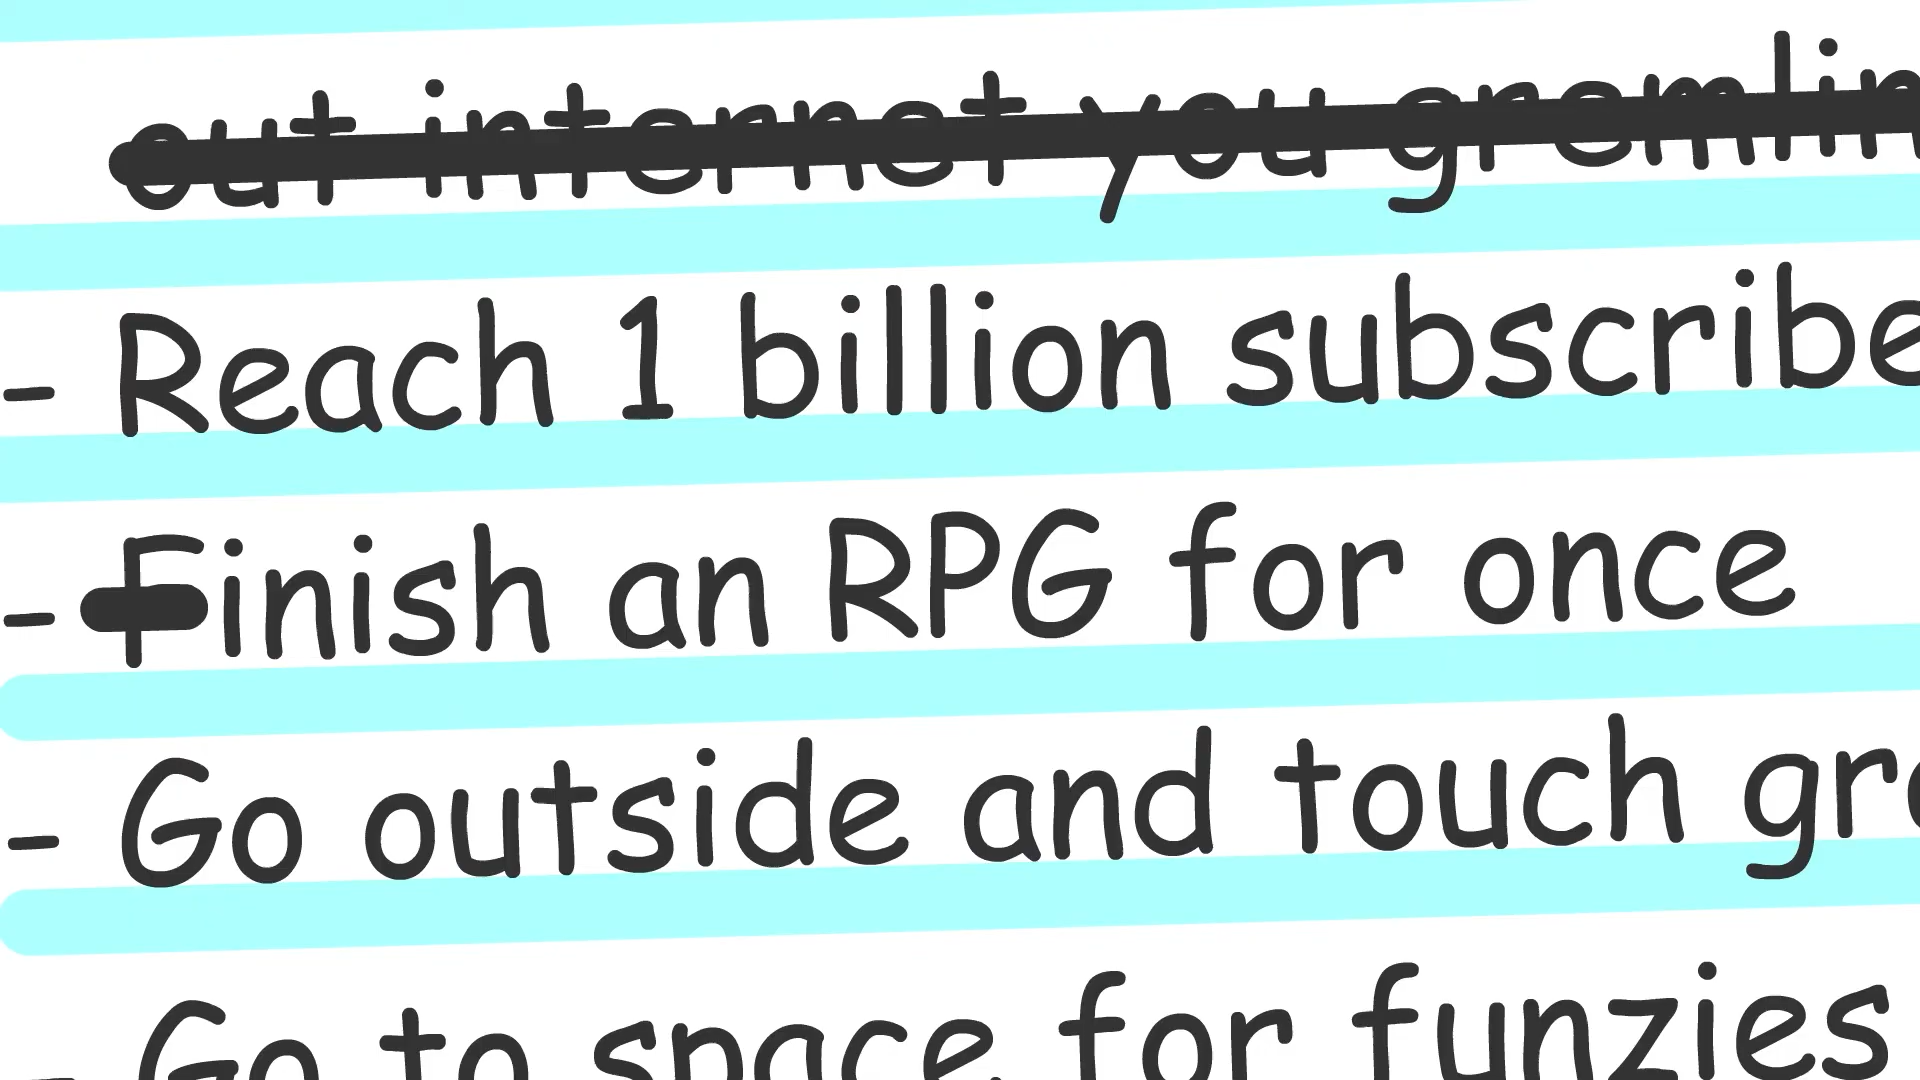 out internet you gremlin
- Reach 1 billion subscribe
- Finish an RPG for once
- Go outside and touch gra
- Go to space for funzies